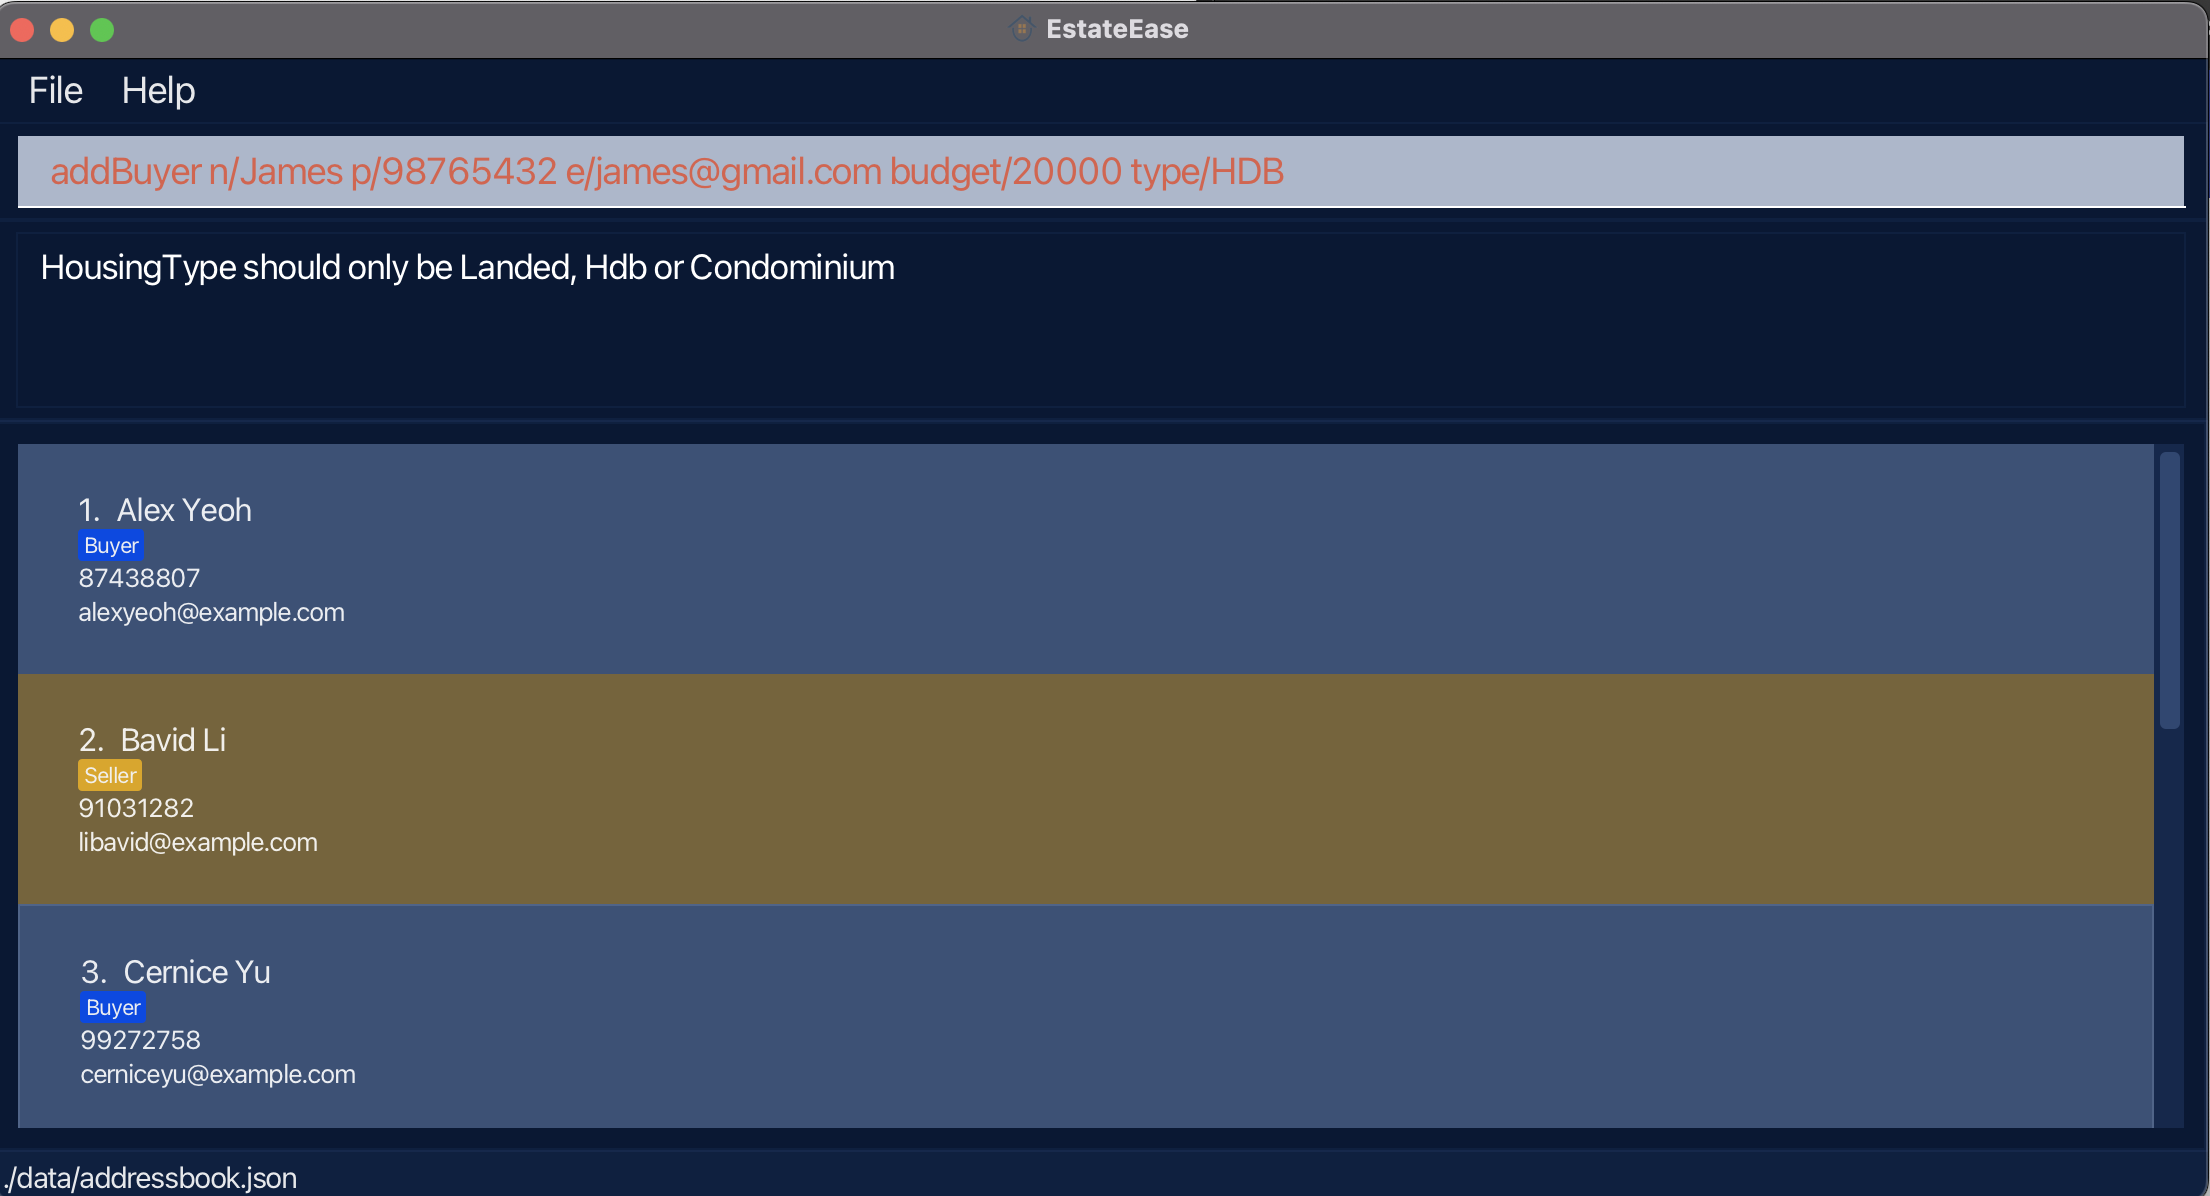 EstateEase
File Help
addBuyer n/James p/98765432 e/james@gmail.com budget/20000 type/HDB
HousingType should only be Landed, Hdb or Condominium
1. Alex Yeoh
Buyer
87438807
alexyeoh@example.com
2. Bavid Li
Seller
91031282
libavid@example.com
3. Cernice Yu
Buyer
99272758
cerniceyu@example.com
./data/addressbook.json